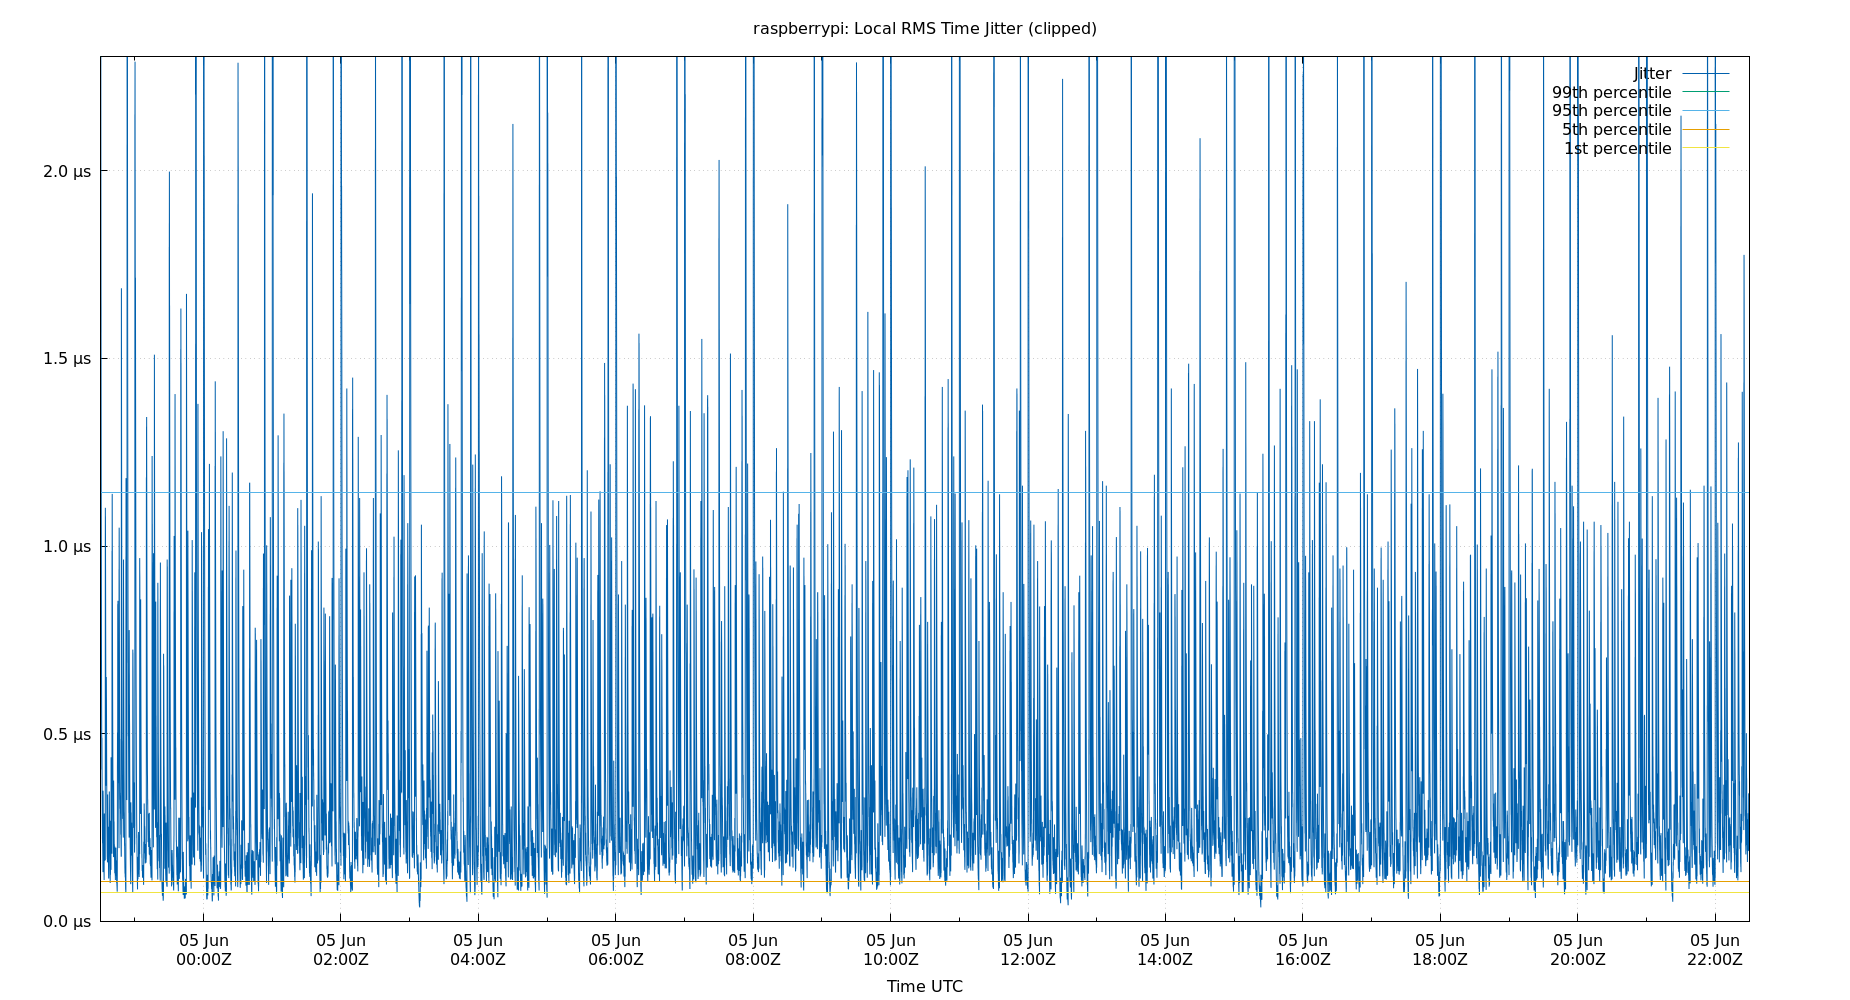 raspberrypi: Local RMS Time Jitter (clipped)
Jitter
99th percentile
95th percentile
5th percentile
1st percentile
2.0 µs
1.5 µs
1.0 µs
0.5 µs
0.0 µs
05 Jun 05 Jun 05 Jun 05 Jun 05 Jun 05 Jun 05 Jun 05 Jun 05 Jun 05 Jun 05 Jun 05 Jun
00:00Z 02:00Z 04:00Z 06:00Z 08:00Z 10:00Z 12:00Z 14:00Z 16:00Z 18:00Z 20:00Z 22:00Z
Time UTC